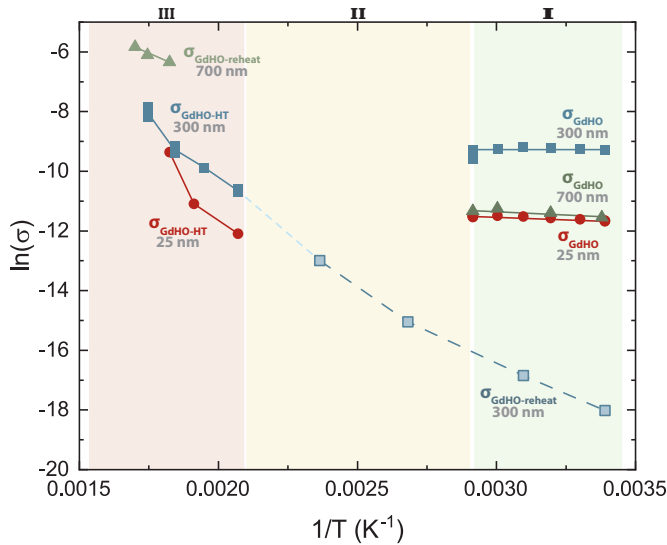 III II I
-6
-8
-10
-12
-14
-16
-18
-20
ln(σ)
σGdHO-reheat
700 nm
σGdHO-HT
300 nm
σGdHO-HT
25 nm
σGdHO
300 nm
σGdHO
700 nm
σGdHO
25 nm
σGdHO-reheat
300 nm
0.0015 0.0020 0.0025 0.0030 0.0035
1/T (K-1)